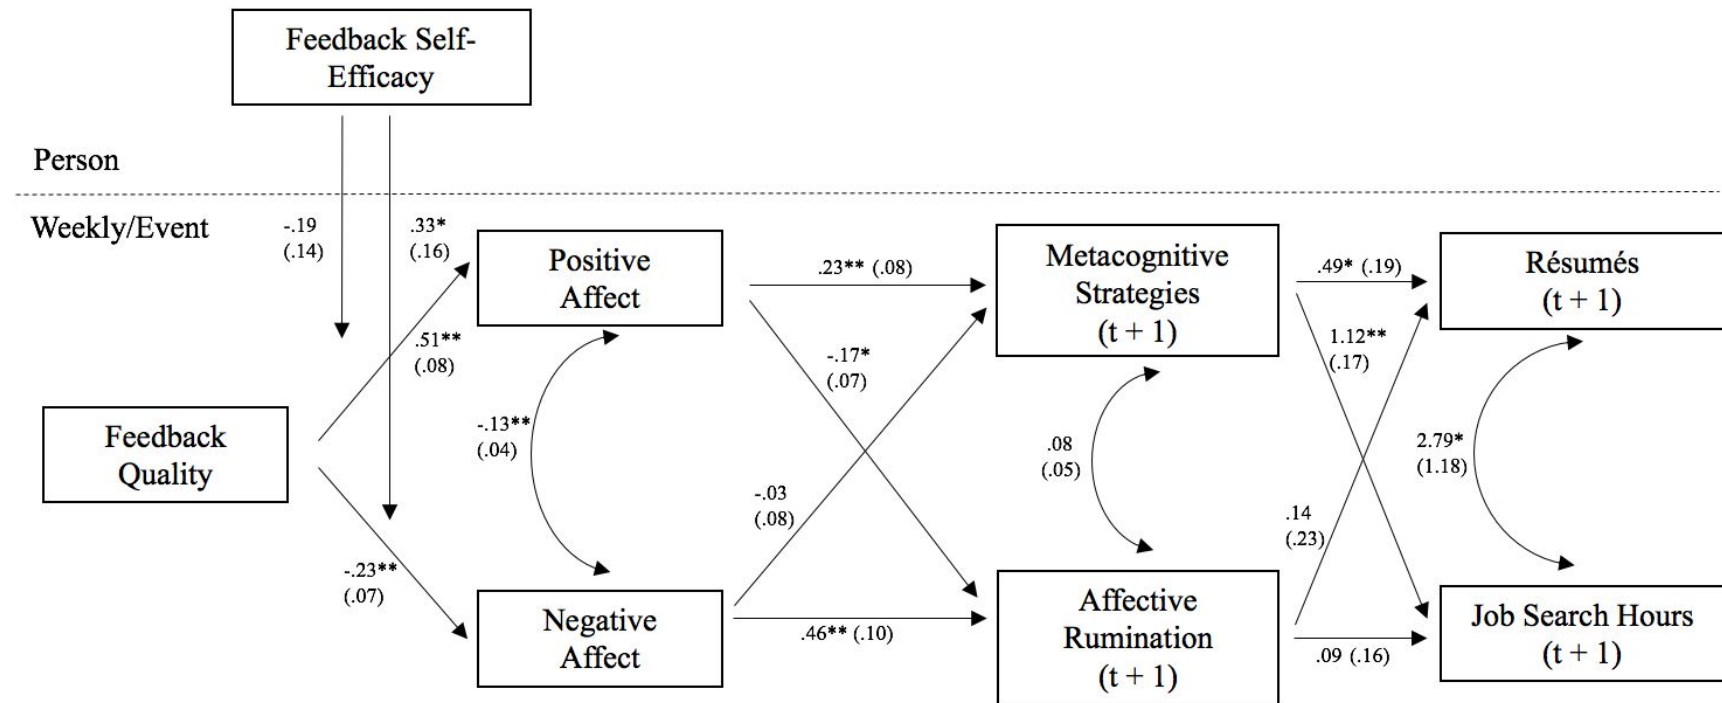 Feedback Self-
Efficacy
Person
Weekly/Event
-.19
(.14)
.33*
(.16)
Positive
Affect
.23** (.08)
Metacognitive
Strategies
(t + 1)
.49* (.19)
Résumés
(t + 1)
.51**
(.08)
-.17*
(.07)
1.12**
(.17)
Feedback
Quality
-.13**
(.04)
.08
(.05)
2.79*
(1.18)
-.03
(.08)
.14
(.23)
-.23**
(.07)
Negative
Affect
.46** (.10)
Affective
Rumination
(t + 1)
.09 (.16)
Job Search Hours
(t + 1)